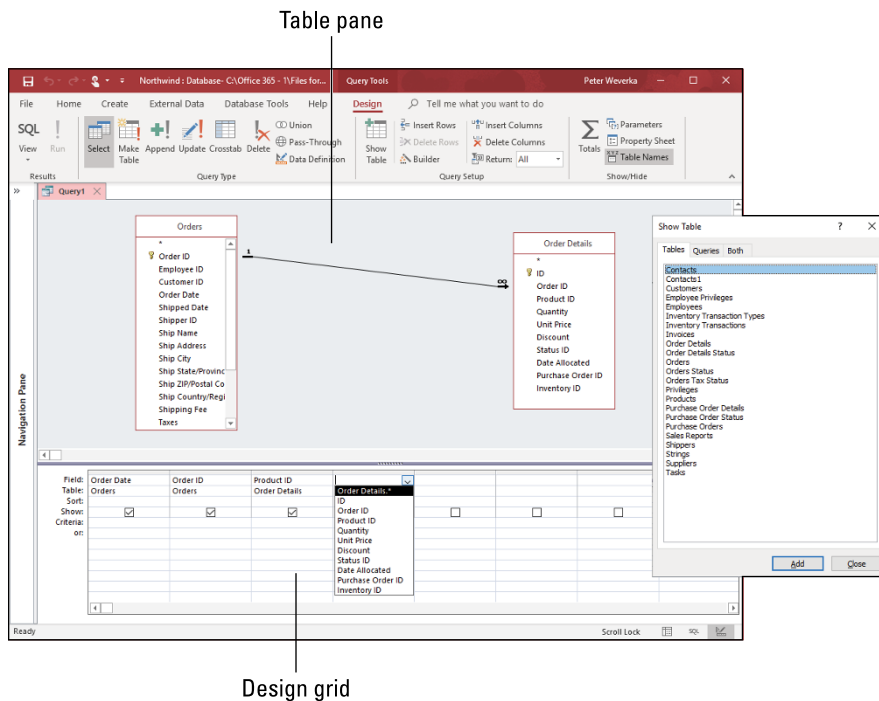 Table pane
Northwind : Database- C:\Office 365 - 1\Files for... Query Tools Peter Weverka
File Home Create External Data Database Tools Help Design Tell me what you want to do
SQL View
Run
Select
Make Table
Append
Update
Crosstab
Delete
Union
Pass-Through
Data Definition
Show Table
Insert Rows
Delete Rows
Builder
Insert Columns
Delete Columns
Return: All
Totals
Parameters
Property Sheet
Table Names
Results Query Type Query Setup Show/Hide
» Query1
Navigation Pane
Orders
*
Order ID
Employee ID
Customer ID
Order Date
Shipped Date
Shipper ID
Ship Name
Ship Address
Ship City
Ship State/Provinc
Ship ZIP/Postal Co
Ship Country/Regi
Shipping Fee
Taxes
1
∞
Order Details
*
ID
Order ID
Product ID
Quantity
Unit Price
Discount
Status ID
Date Allocated
Purchase Order ID
Inventory ID
Show Table ?
Tables Queries Both
Contacts
Contacts1
Customers
Employee Privileges
Employees
Inventory Transaction Types
Inventory Transactions
Invoices
Order Details
Order Details Status
Orders
Orders Status
Orders Tax Status
Privileges
Products
Purchase Order Details
Purchase Order Status
Purchase Orders
Sales Reports
Shippers
Strings
Suppliers
Tasks
Add Close
Field: Order Date Order ID Product ID
Table: Orders Orders Order Details
Sort:
Show:
Criteria:
or:
Order Details.*
ID
Order ID
Product ID
Quantity
Unit Price
Discount
Status ID
Date Allocated
Purchase Order ID
Inventory ID
Ready Scroll Lock SQL
Design grid